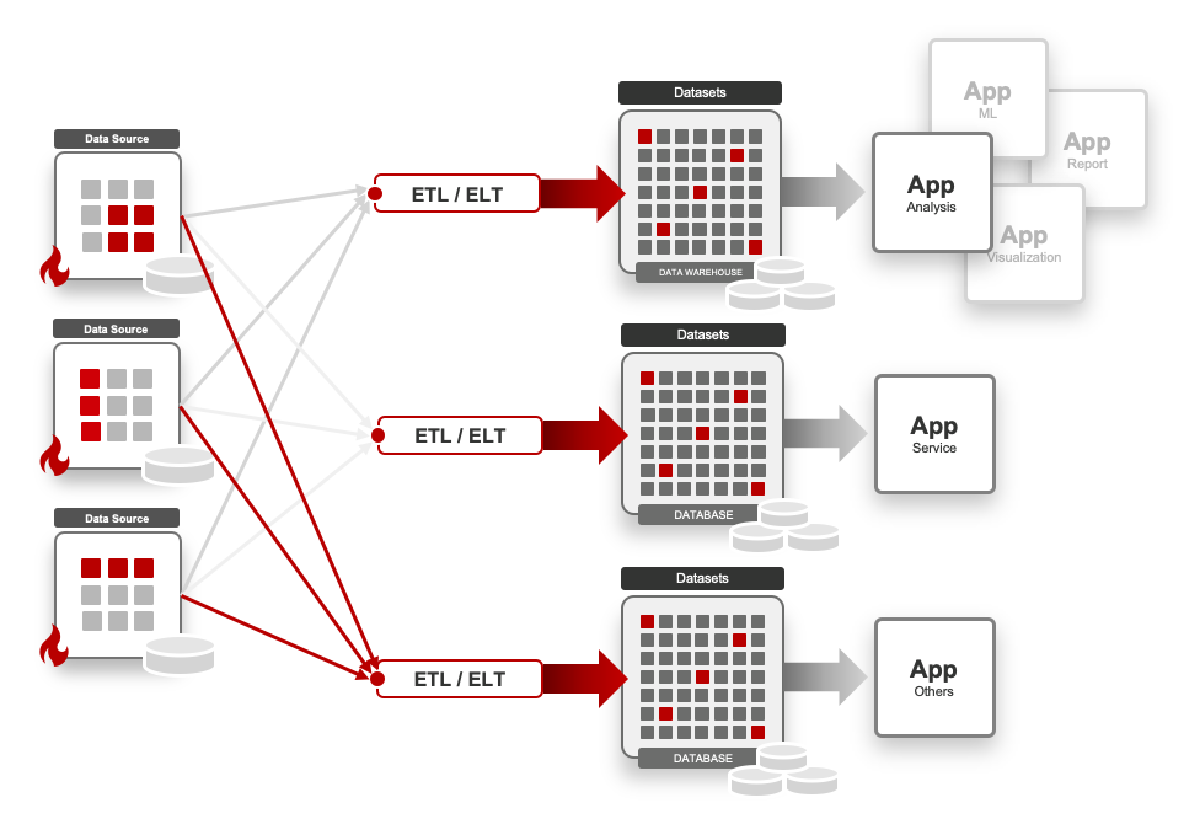 Data Source
Data Source
Data Source
ETL / ELT
ETL / ELT
ETL / ELT
Datasets
DATA WAREHOUSE
Datasets
DATABASE
Datasets
DATABASE
App
ML
App
Report
App
Analysis
App
Visualization
App
Service
App
Others